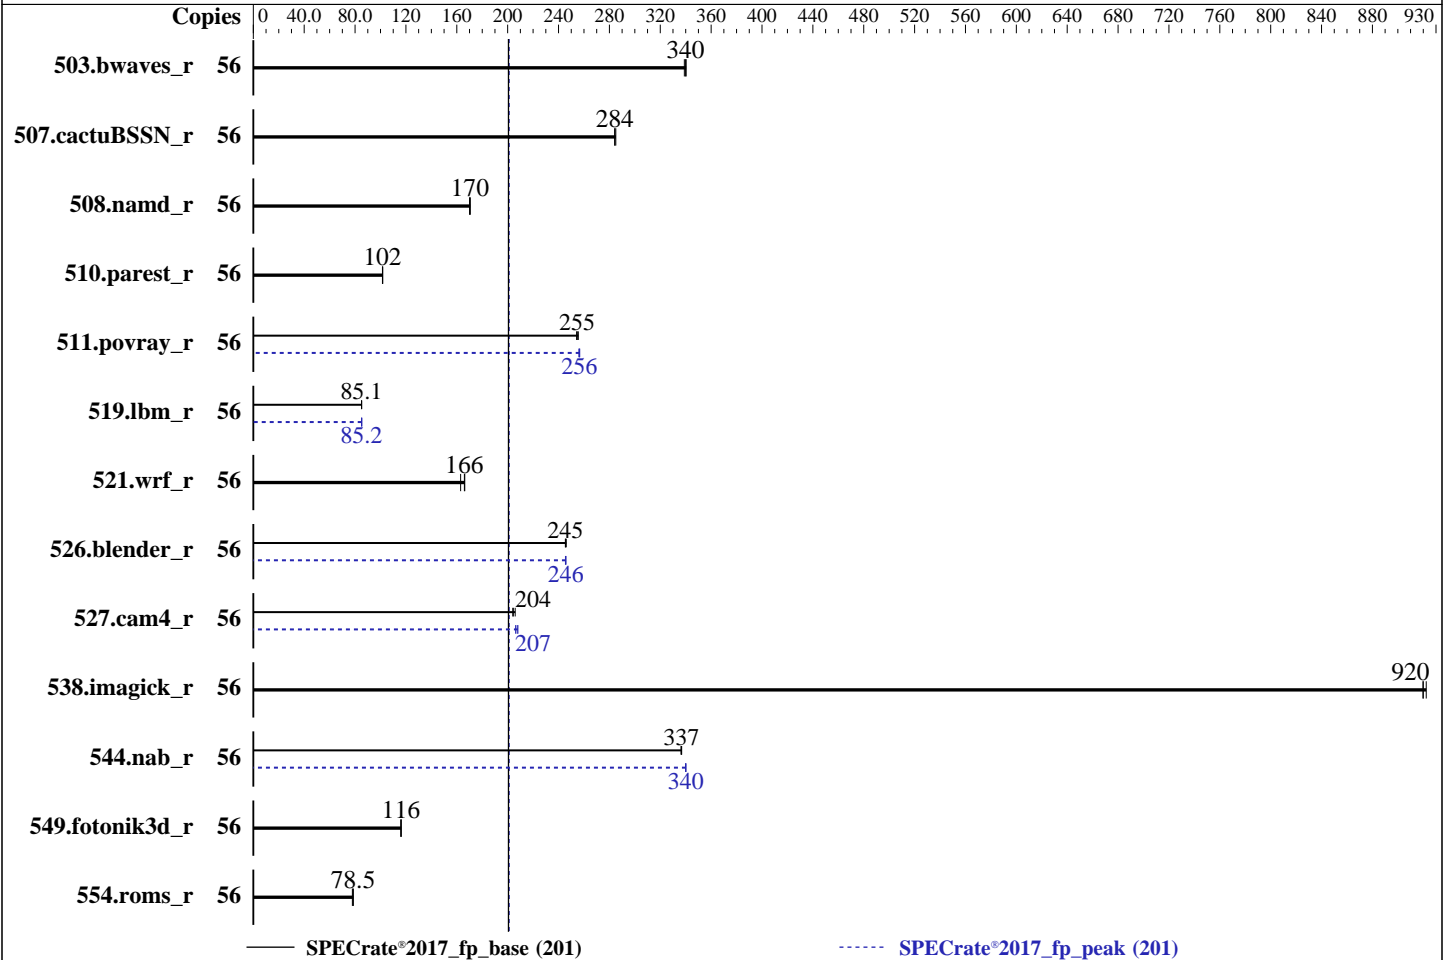 Copies 0 40.0 80.0 120 160 200 240 280 320 360 400 440 480 520 560 600 640 680 720 760 800 840 880 930
503.bwaves_r 56 340
507.cactuBSSN_r 56 284
508.namd_r 56 170
510.parest_r 56 102
511.povray_r 56 255
256
519.lbm_r 56 85.1
85.2
521.wrf_r 56 166
526.blender_r 56 245
246
527.cam4_r 56 204
207
538.imagick_r 56 920
544.nab_r 56 337
340
549.fotonik3d_r 56 116
554.roms_r 56 78.5
SPECrate®2017_fp_base (201) SPECrate®2017_fp_peak (201)